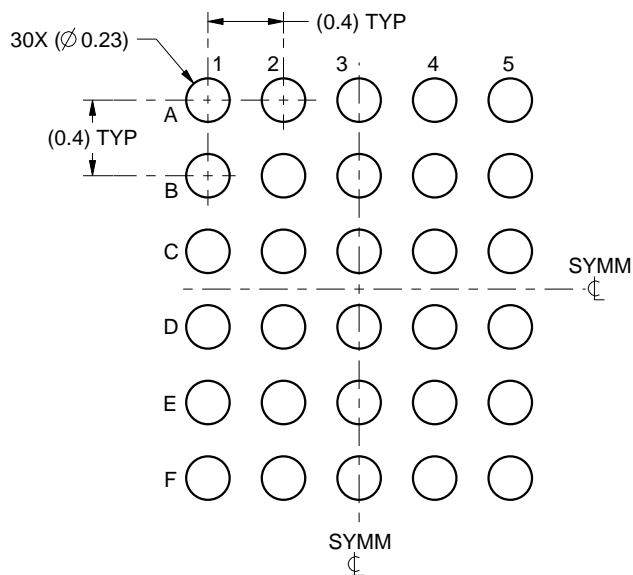 (0.4) TYP
30X (∅ 0.23)
1 2 3 4 5
A
(0.4) TYP
B
C
SYMM
℄
D
E
F
SYMM
℄